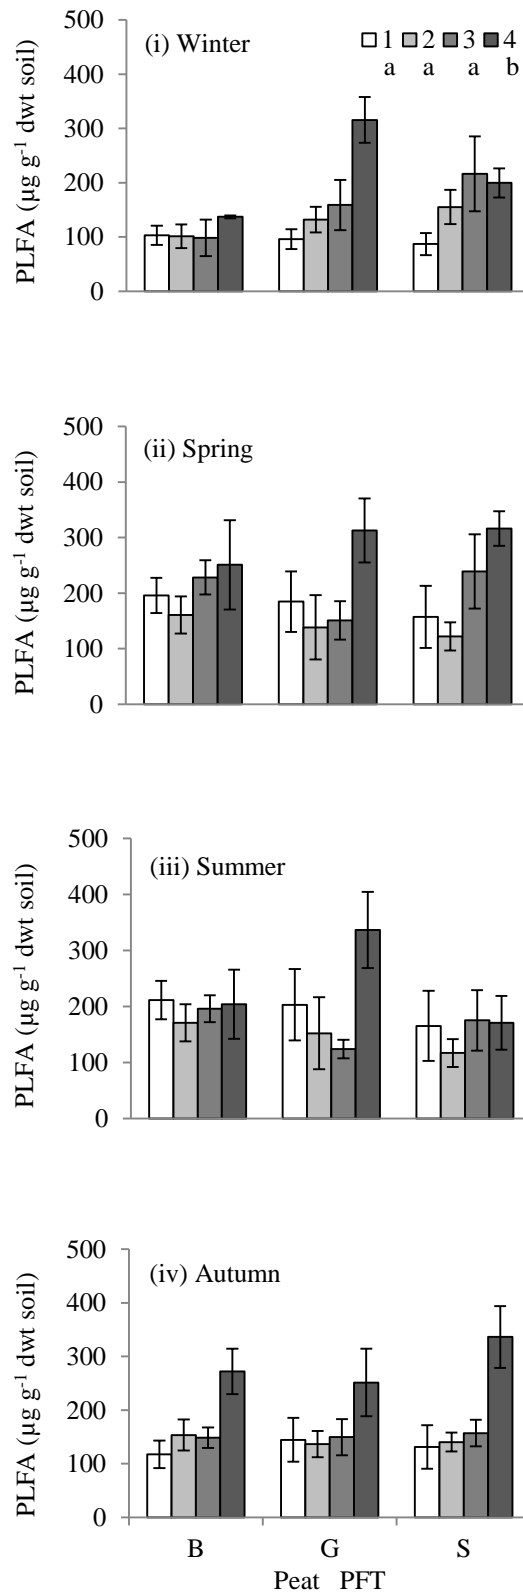 500
400
300
200
100
0
PLFA (µg g-1 dwt soil)
(i) Winter
1 2 3 4
a a a b
500
400
300
200
100
0
PLFA (µg g-1 dwt soil)
(ii) Spring
500
400
300
200
100
0
PLFA (µg g-1 dwt soil)
(iii) Summer
500
400
300
200
100
0
PLFA (µg g-1 dwt soil)
(iv) Autumn
B G S
Peat PFT